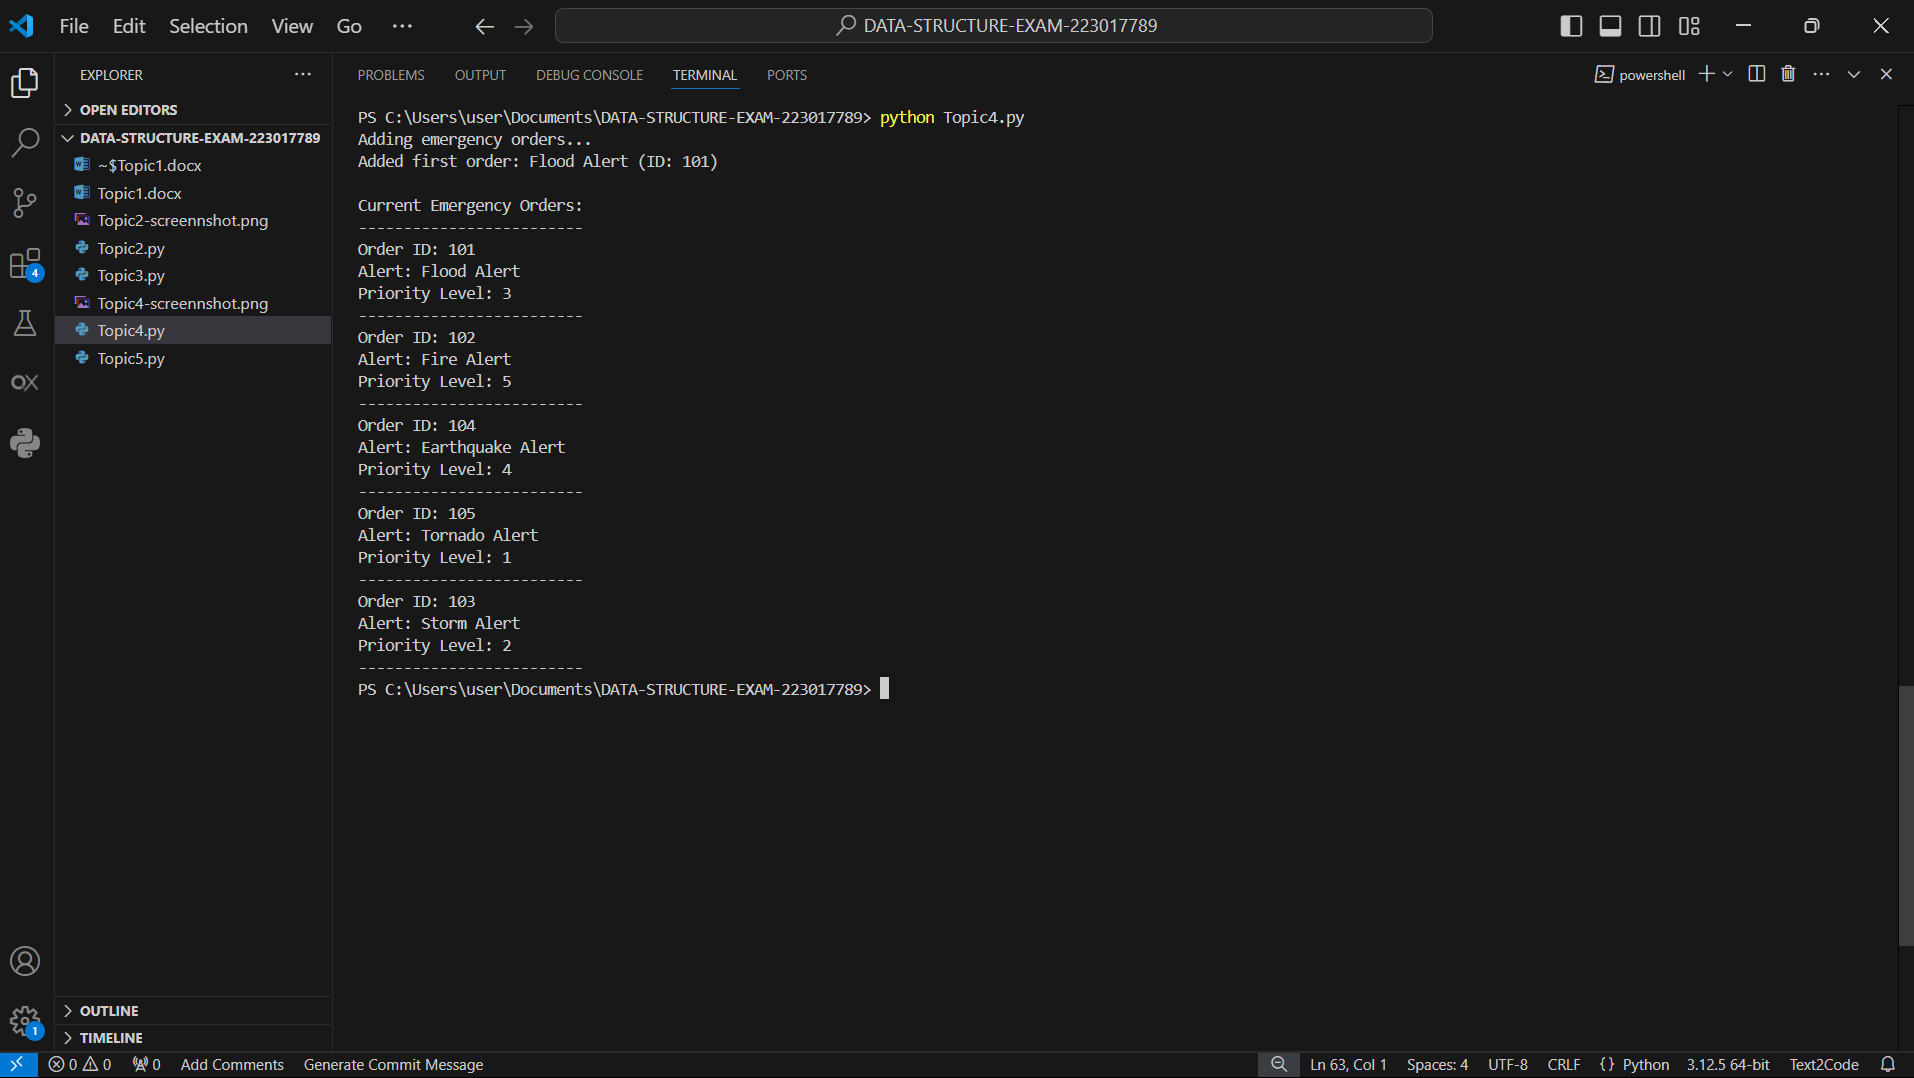 File Edit Selection View Go ··· DATA-STRUCTURE-EXAM-223017789
EXPLORER ···
OPEN EDITORS
DATA-STRUCTURE-EXAM-223017789
~$Topic1.docx
Topic1.docx
Topic2-screennshot.png
Topic2.py
Topic3.py
Topic4-screennshot.png
Topic4.py
Topic5.py
4
OX
1
OUTLINE
TIMELINE
PROBLEMS OUTPUT DEBUG CONSOLE TERMINAL PORTS powershell ···
PS C:\Users\user\Documents\DATA-STRUCTURE-EXAM-223017789> python Topic4.py
Adding emergency orders...
Added first order: Flood Alert (ID: 101)
Current Emergency Orders:
-------------------------
Order ID: 101
Alert: Flood Alert
Priority Level: 3
-------------------------
Order ID: 102
Alert: Fire Alert
Priority Level: 5
-------------------------
Order ID: 104
Alert: Earthquake Alert
Priority Level: 4
-------------------------
Order ID: 105
Alert: Tornado Alert
Priority Level: 1
-------------------------
Order ID: 103
Alert: Storm Alert
Priority Level: 2
-------------------------
PS C:\Users\user\Documents\DATA-STRUCTURE-EXAM-223017789>
0 0 0 Add Comments Generate Commit Message Ln 63, Col 1 Spaces: 4 UTF-8 CRLF {} Python 3.12.5 64-bit Text2Code